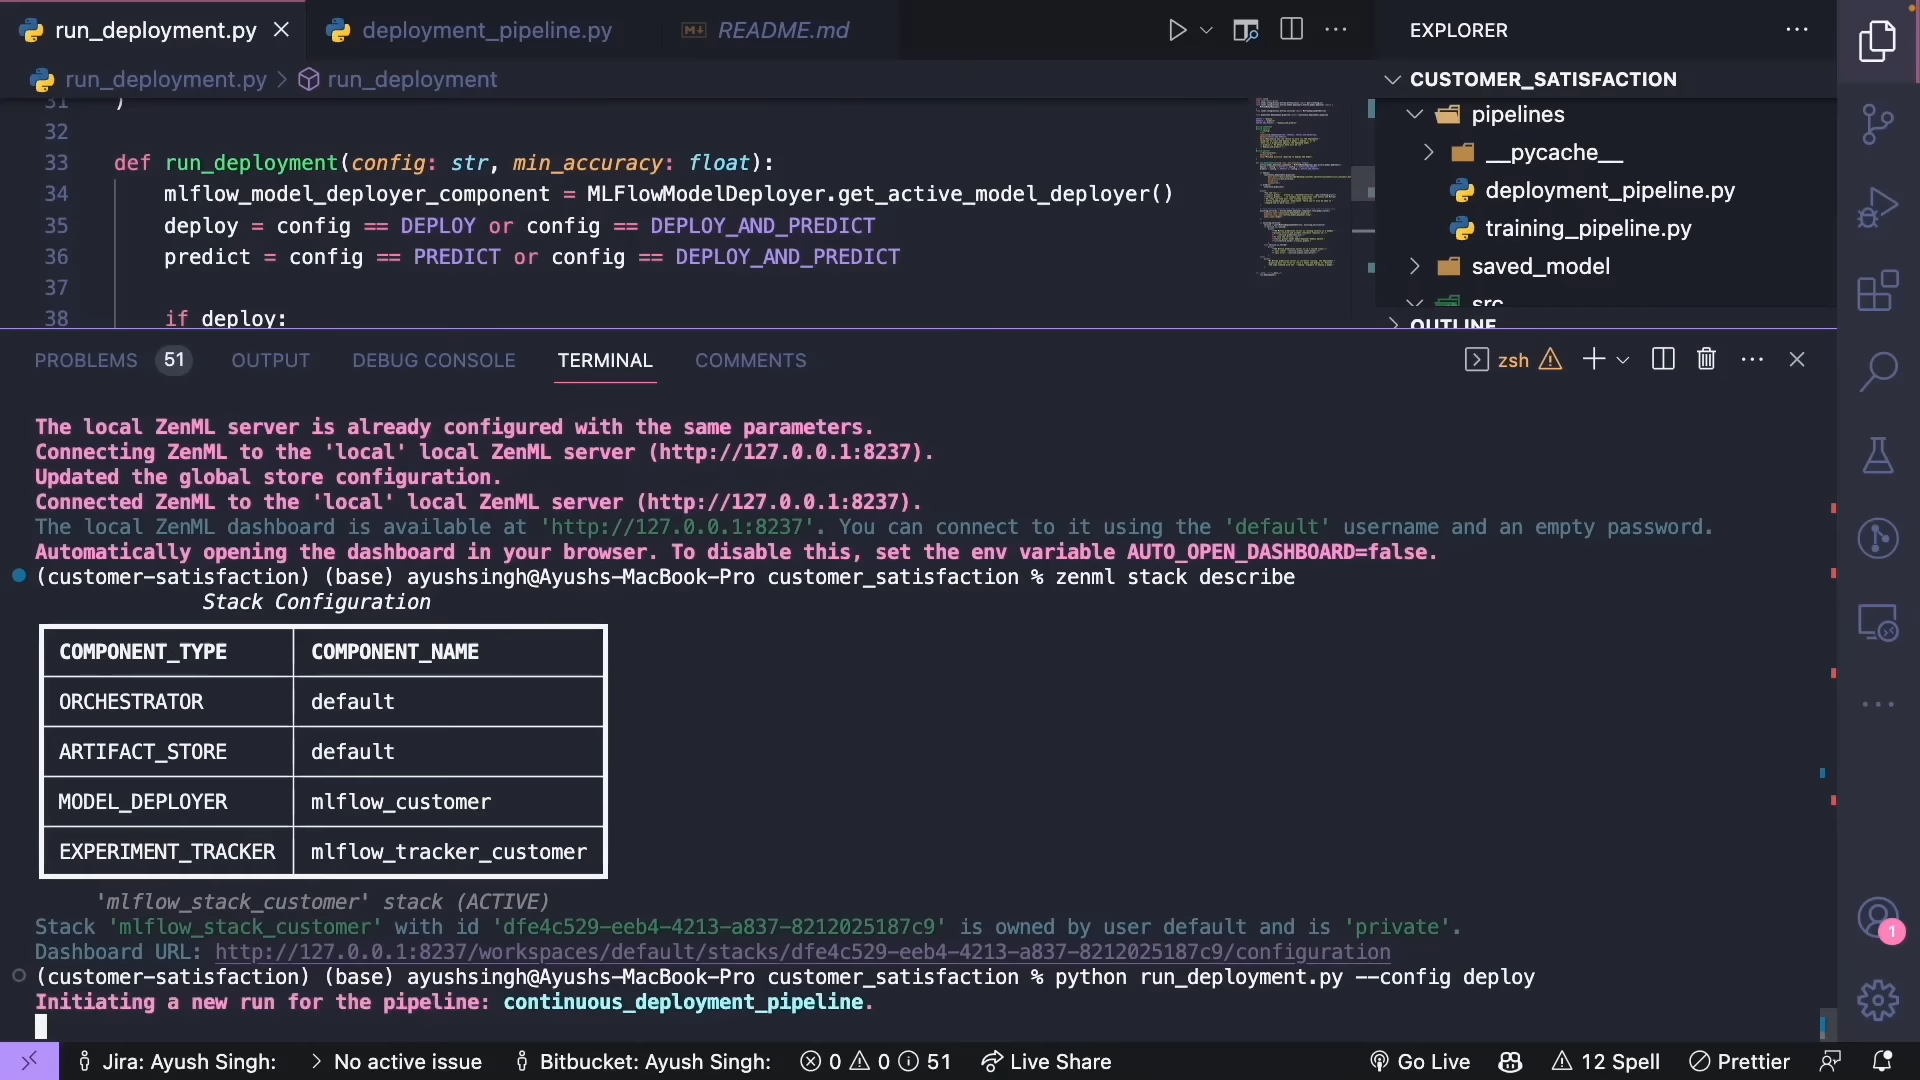 run_deployment.py
deployment_pipeline.py
README.md
EXPLORER
run_deployment.py > run_deployment
CUSTOMER_SATISFACTION
31 )
32
33 def run_deployment(config: str, min_accuracy: float):
34 mlflow_model_deployer_component = MLFlowModelDeployer.get_active_model_deployer()
35 deploy = config == DEPLOY or config == DEPLOY_AND_PREDICT
36 predict = config == PREDICT or config == DEPLOY_AND_PREDICT
37
38 if deploy:
pipelines
__pycache__
deployment_pipeline.py
training_pipeline.py
saved_model
src
OUTLINE
PROBLEMS 51 OUTPUT DEBUG CONSOLE TERMINAL COMMENTS
zsh
The local ZenML server is already configured with the same parameters.
Connecting ZenML to the 'local' local ZenML server (http://127.0.0.1:8237).
Updated the global store configuration.
Connected ZenML to the 'local' local ZenML server (http://127.0.0.1:8237).
The local ZenML dashboard is available at 'http://127.0.0.1:8237'. You can connect to it using the 'default' username and an empty password.
Automatically opening the dashboard in your browser. To disable this, set the env variable AUTO_OPEN_DASHBOARD=false.
(customer-satisfaction) (base) ayushsingh@Ayushs-MacBook-Pro customer_satisfaction % zenml stack describe
Stack Configuration
COMPONENT_TYPE COMPONENT_NAME
ORCHESTRATOR default
ARTIFACT_STORE default
MODEL_DEPLOYER mlflow_customer
EXPERIMENT_TRACKER mlflow_tracker_customer
'mlflow_stack_customer' stack (ACTIVE)
Stack 'mlflow_stack_customer' with id 'dfe4c529-eeb4-4213-a837-8212025187c9' is owned by user default and is 'private'.
Dashboard URL: http://127.0.0.1:8237/workspaces/default/stacks/dfe4c529-eeb4-4213-a837-8212025187c9/configuration
(customer-satisfaction) (base) ayushsingh@Ayushs-MacBook-Pro customer_satisfaction % python run_deployment.py --config deploy
Initiating a new run for the pipeline: continuous_deployment_pipeline.
1
Jira: Ayush Singh: > No active issue Bitbucket: Ayush Singh: 0 0 51 Live Share Go Live 12 Spell Prettier